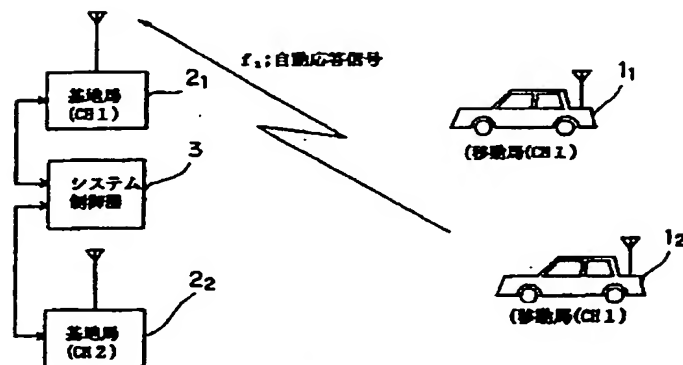 f₁;自動応答信号
基地局
(CH1)
2₁
1₁
(移動局(CH1)
3
システム
制御器
1₂
2₂
基地局
(CH2)
(移動局(CH1)